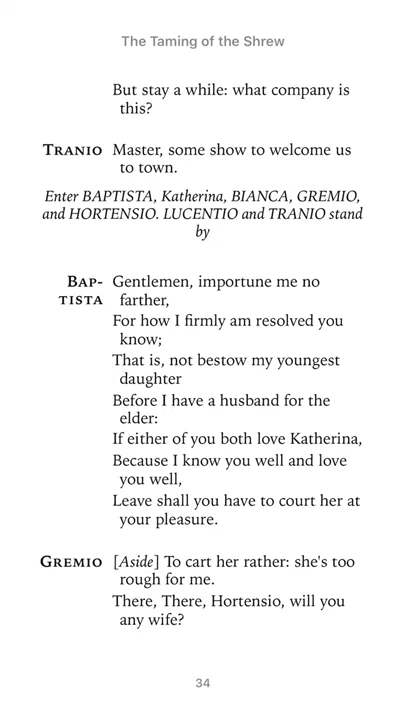 The Taming of the Shrew
But stay a while: what company is
this?
TRANIO Master, some show to welcome us
to town.
Enter BAPTISTA, Katherina, BIANCA, GREMIO,
and HORTENSIO. LUCENTIO and TRANIO stand
by
BAP- Gentlemen, importune me no
TISTA farther,
For how I firmly am resolved you
know;
That is, not bestow my youngest
daughter
Before I have a husband for the
elder:
If either of you both love Katherina,
Because I know you well and love
you well,
Leave shall you have to court her at
your pleasure.
GREMIO [Aside] To cart her rather: she's too
rough for me.
There, There, Hortensio, will you
any wife?
34